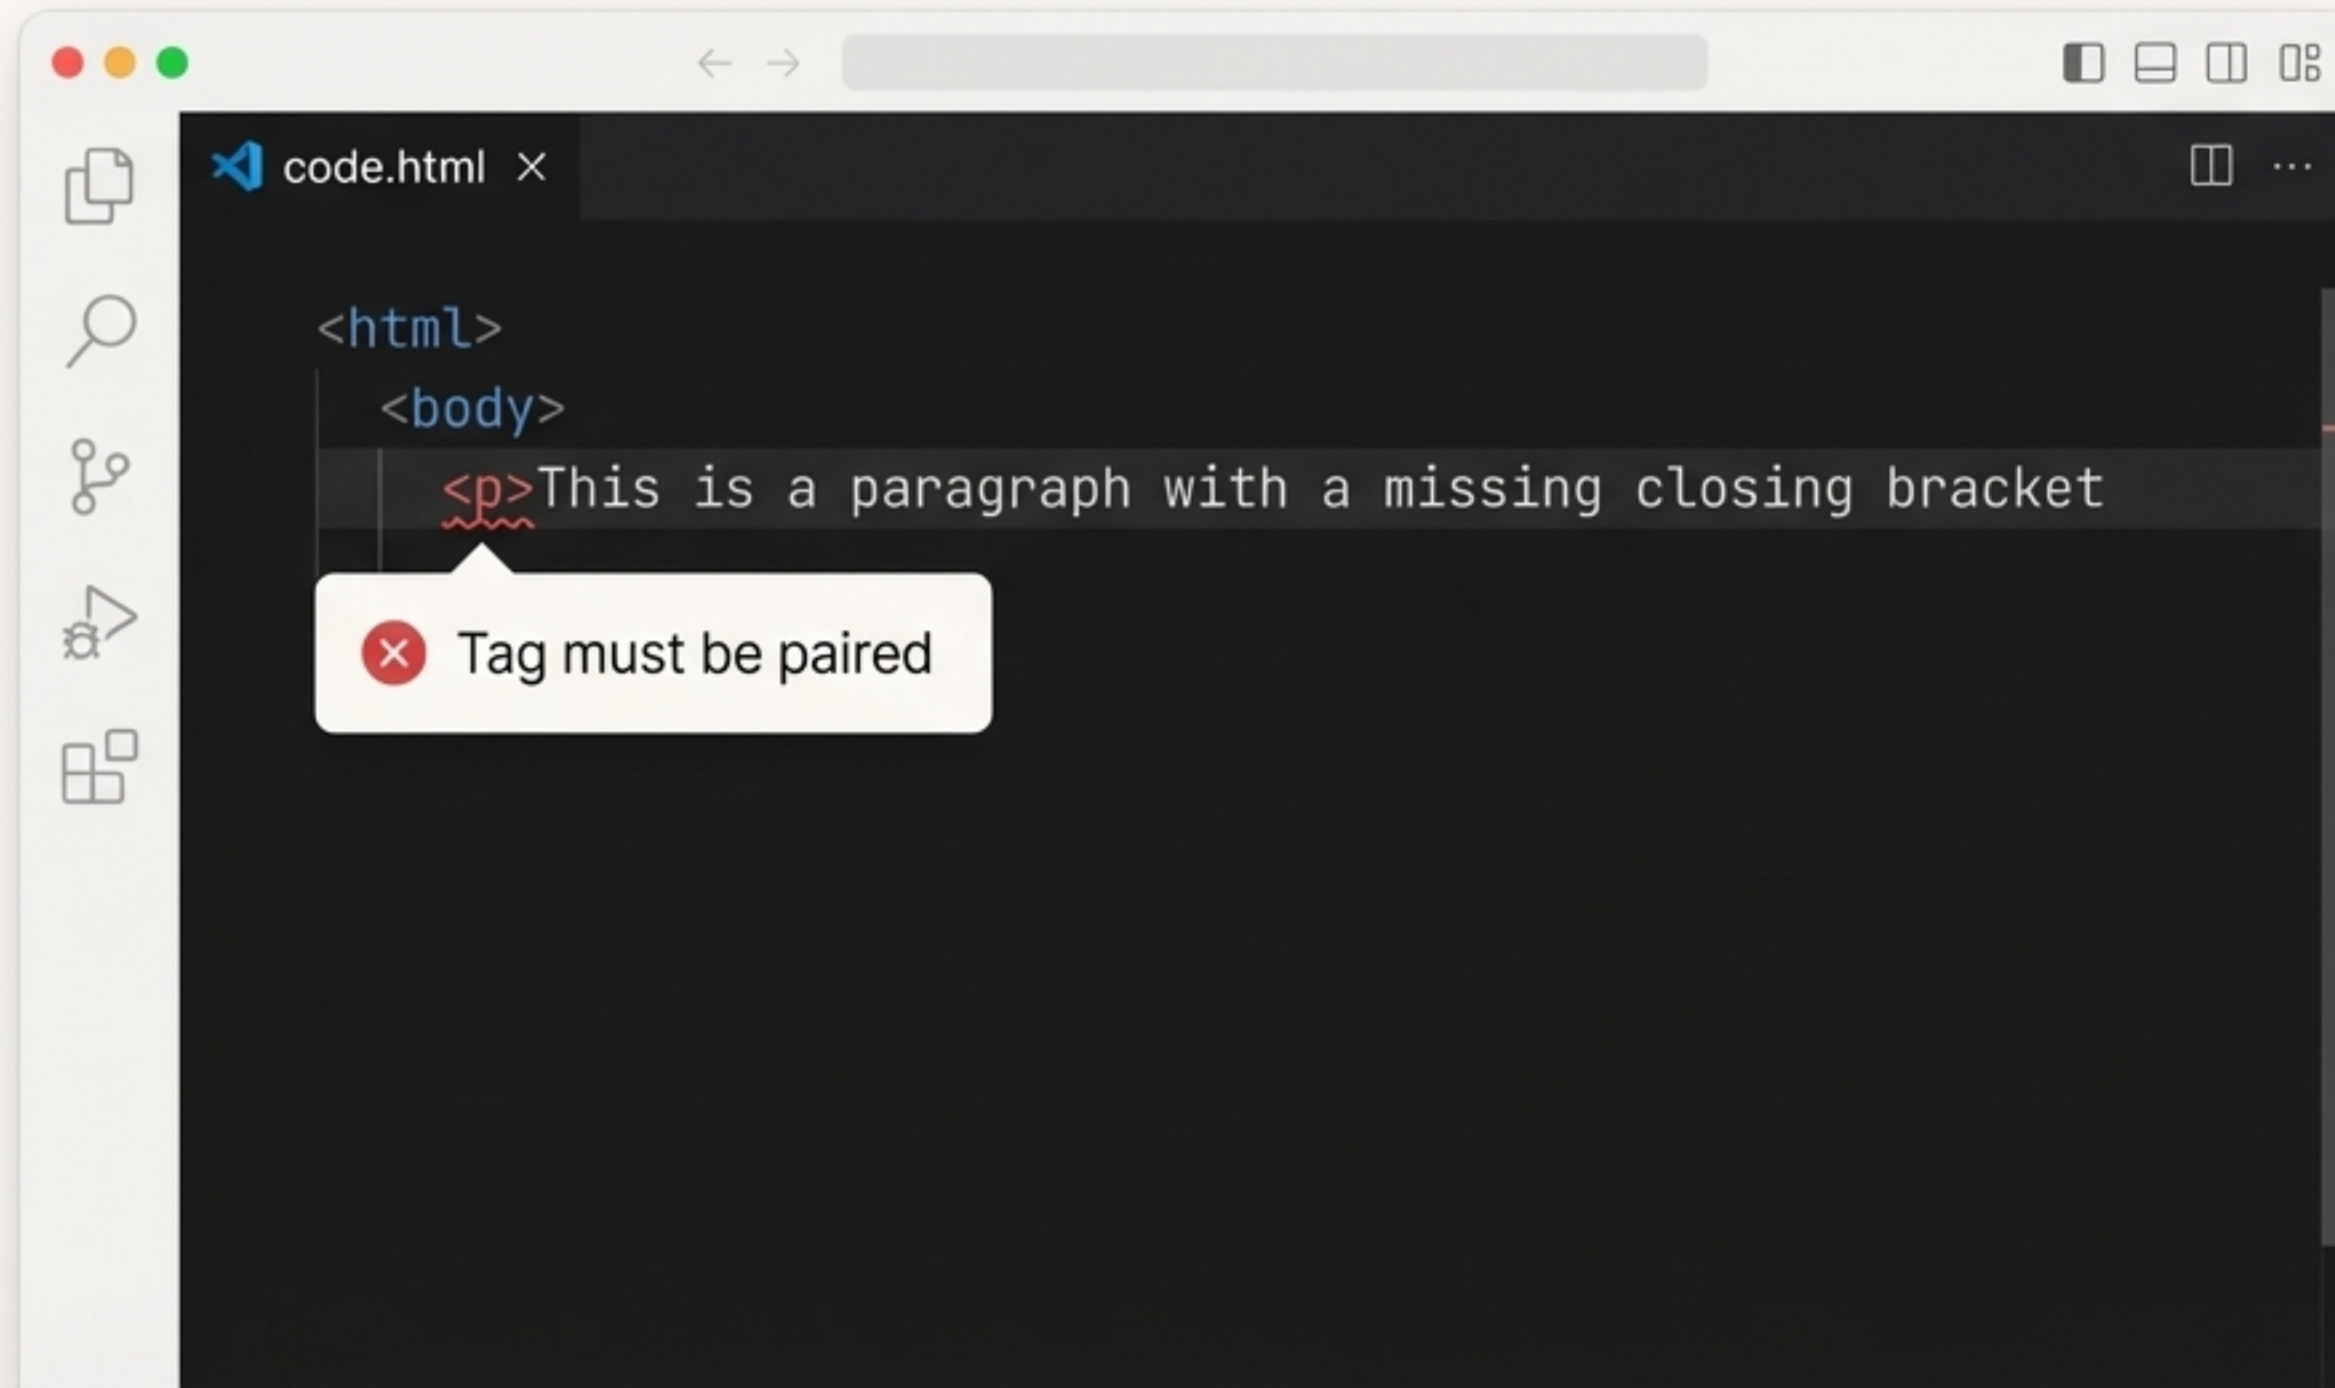 code.html
<html>
<body>
<p>This is a paragraph with a missing closing bracket
Tag must be paired